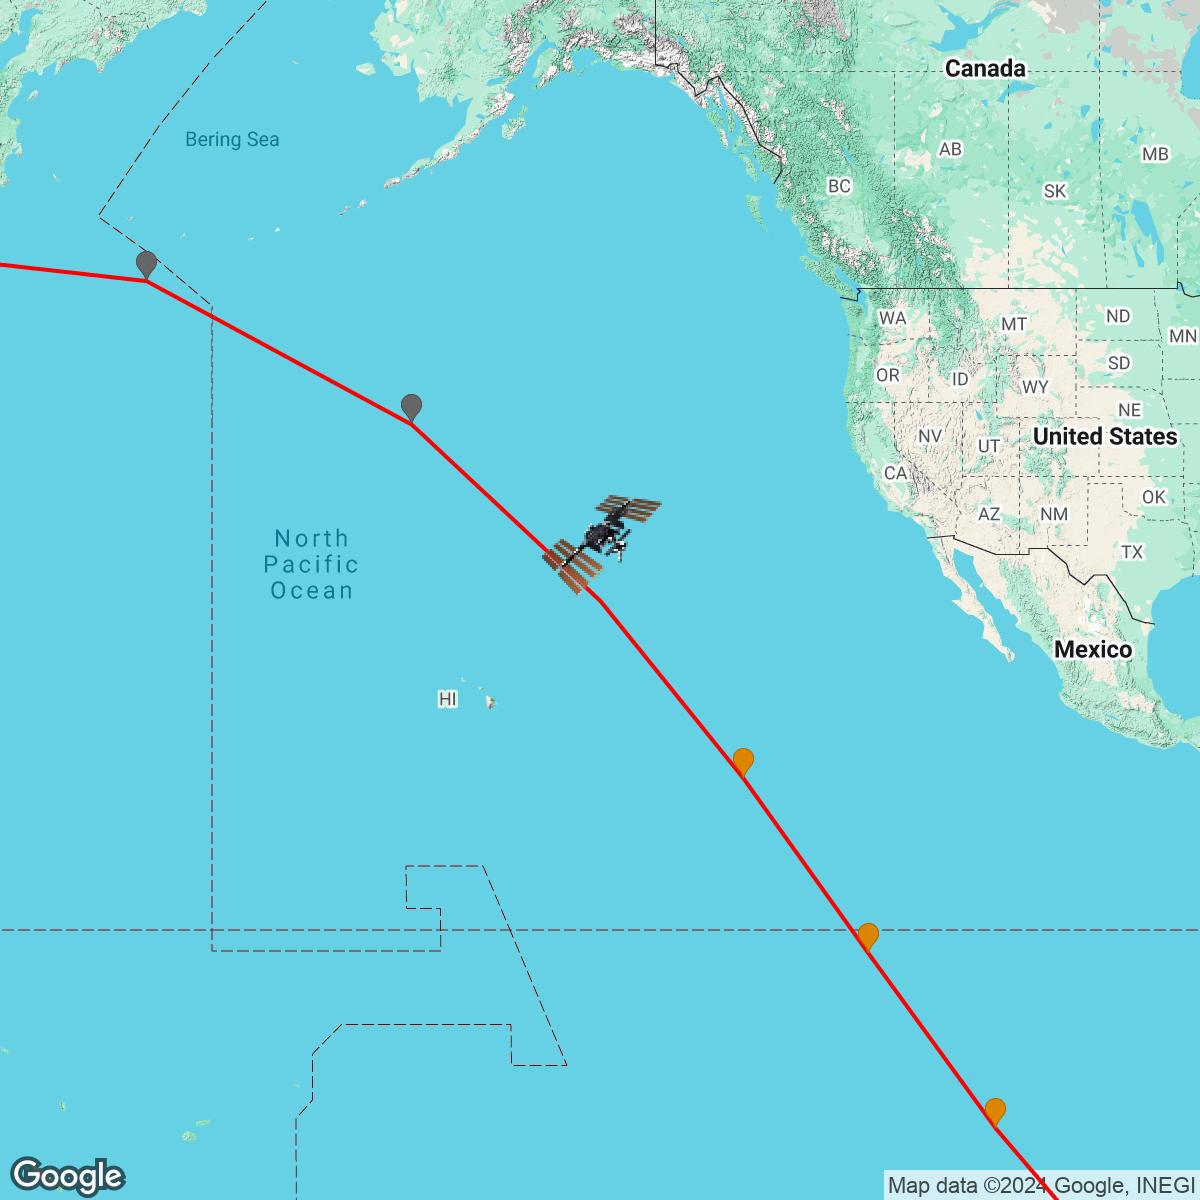 Canada
Bering Sea
AB
MB
BC
SK
WA
MT
ND
MN
OR
ID
WY
SD
NE
NV
UT
United States
CA
OK
AZ
NM
TX
North
Pacific
Ocean
Mexico
HI
Google
Map data ©2024 Google, INEGI